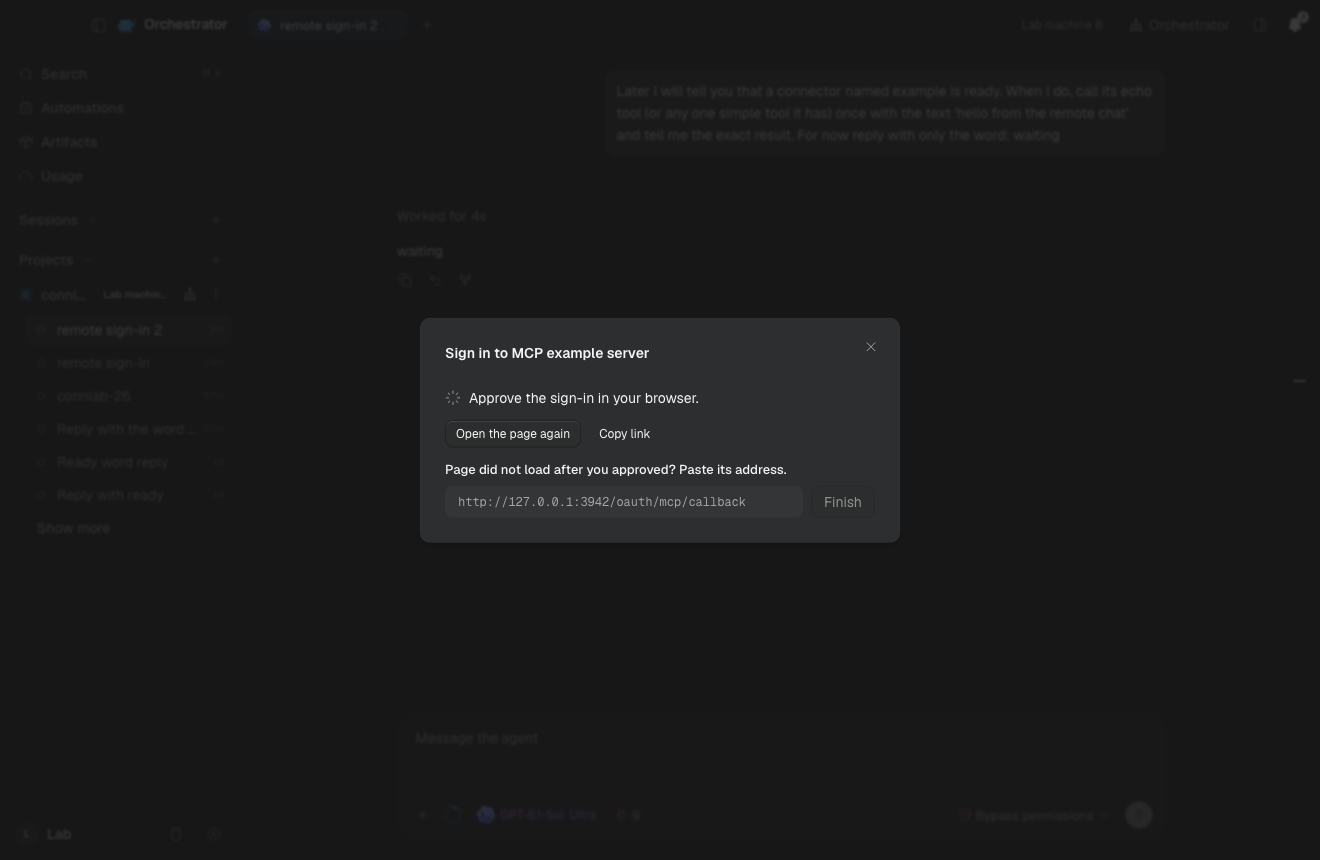 Orchestrator
remote sign-in 2
Lab machine B
Orchestrator
Search
Automations
Artifacts
Usage
Sessions
Projects
remote sign-in 2
remote sign-in
connlab-26
Reply with the word ...
Ready word reply
Reply with ready
Show more
Lab
Later I will tell you that a connector named example is ready. When I do, call its echo
tool (or any one simple tool it has) once with the text 'hello from the remote chat'
and tell me the exact result. For now reply with only the word: waiting
Worked for 4s
waiting
Sign in to MCP example server
Approve the sign-in in your browser.
Open the page again
Copy link
Page did not load after you approved? Paste its address.
http://127.0.0.1:3942/oauth/mcp/callback
Finish
Message the agent
Bypass permissions